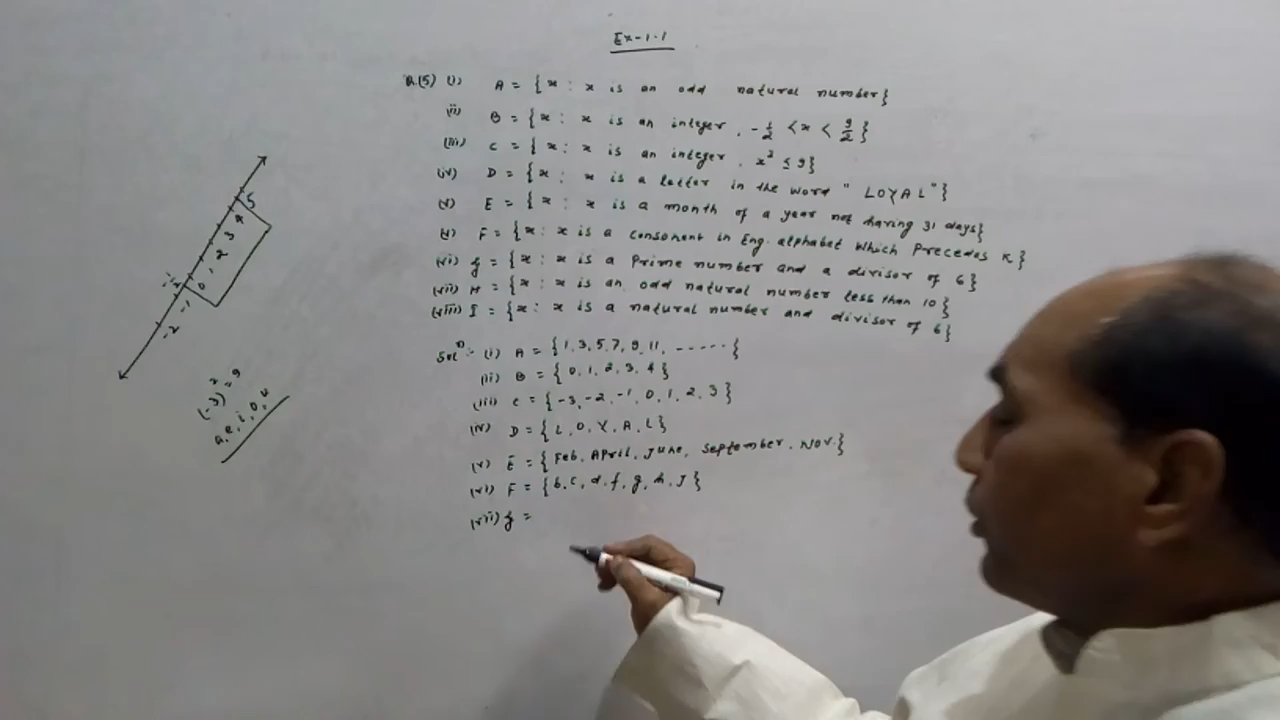 Ex-1.1
Q.(5) (i) A = {x : x is an odd natural number}
(ii) B = {x : x is an integer, -1/2 < x < 9/2}
(iii) C = {x : x is an integer, x² ≤ 9}
(iv) D = {x : x is a letter in the word "LOYAL"}
(v) E = {x : x is a month of a year not having 31 days}
(v) F = {x : x is a consonent in Eng. alphabet which Precedes K}
(vi) g = {x : x is a Prime number and a divisor of 6}
(vii) H = {x : x is an odd natural number less than 10}
(viii) I = {x : x is a natural number and divisor of 6}
Solⁿ:- (i) A = {1, 3, 5, 7, 9, 11, ......}
(ii) B = {0, 1, 2, 3, 4}
(iii) C = {-3, -2, -1, 0, 1, 2, 3}
(iv) D = {L, O, Y, A, L}
(v) E = {Feb, April, June, September, Nov.}
(vi) F = {b, c, d, f, g, h, J}
(vii) g =
5
4
3
2
1
0
-1/2
-1
-2
(-3)² = 9
a, e, i, o, u